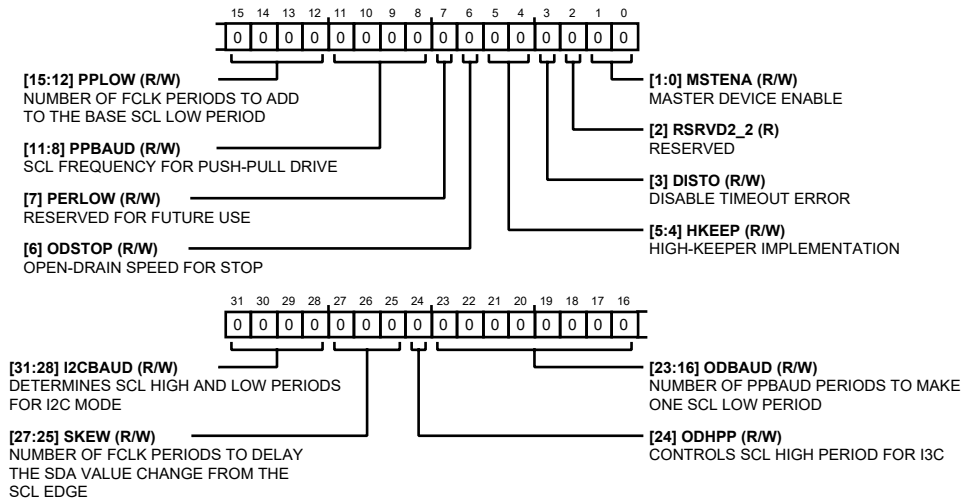 15 14 13 12 11 10 9 8 7 6 5 4 3 2 1 0
0 0 0 0 0 0 0 0 0 0 0 0 0 0 0 0
[15:12] PPLOW (R/W)
NUMBER OF FCLK PERIODS TO ADD
TO THE BASE SCL LOW PERIOD
[11:8] PPBAUD (R/W)
SCL FREQUENCY FOR PUSH-PULL DRIVE
[7] PERLOW (R/W)
RESERVED FOR FUTURE USE
[6] ODSTOP (R/W)
OPEN-DRAIN SPEED FOR STOP
[1:0] MSTENA (R/W)
MASTER DEVICE ENABLE
[2] RSRVD2_2 (R)
RESERVED
[3] DISTO (R/W)
DISABLE TIMEOUT ERROR
[5:4] HKEEP (R/W)
HIGH-KEEPER IMPLEMENTATION
31 30 29 28 27 26 25 24 23 22 21 20 19 18 17 16
0 0 0 0 0 0 0 0 0 0 0 0 0 0 0 0
[31:28] I2CBAUD (R/W)
DETERMINES SCL HIGH AND LOW PERIODS
FOR I2C MODE
[27:25] SKEW (R/W)
NUMBER OF FCLK PERIODS TO DELAY
THE SDA VALUE CHANGE FROM THE
SCL EDGE
[23:16] ODBAUD (R/W)
NUMBER OF PPBAUD PERIODS TO MAKE
ONE SCL LOW PERIOD
[24] ODHPP (R/W)
CONTROLS SCL HIGH PERIOD FOR I3C